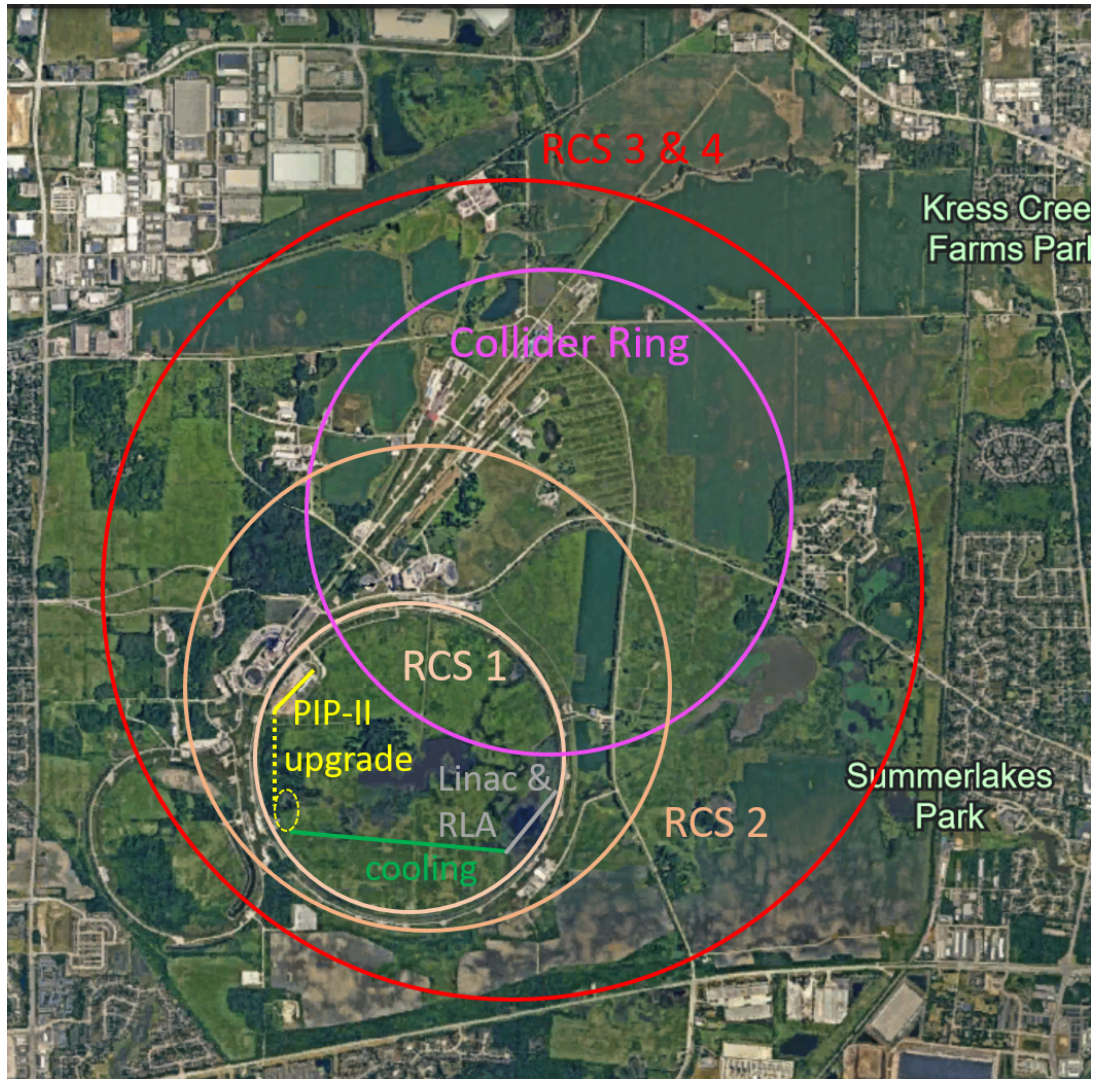 RCS 3 & 4
Kress Cree
Farms Parl
Collider Ring
RCS 1
PIP-II
upgrade
Linac &
RLA
Summerlakes
Park
RCS 2
cooling